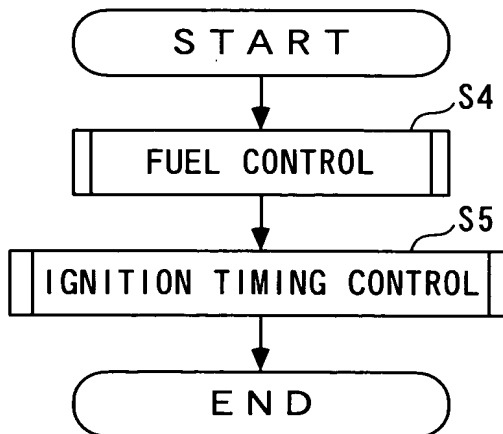 START
S4
FUEL CONTROL
S5
IGNITION TIMING CONTROL
END